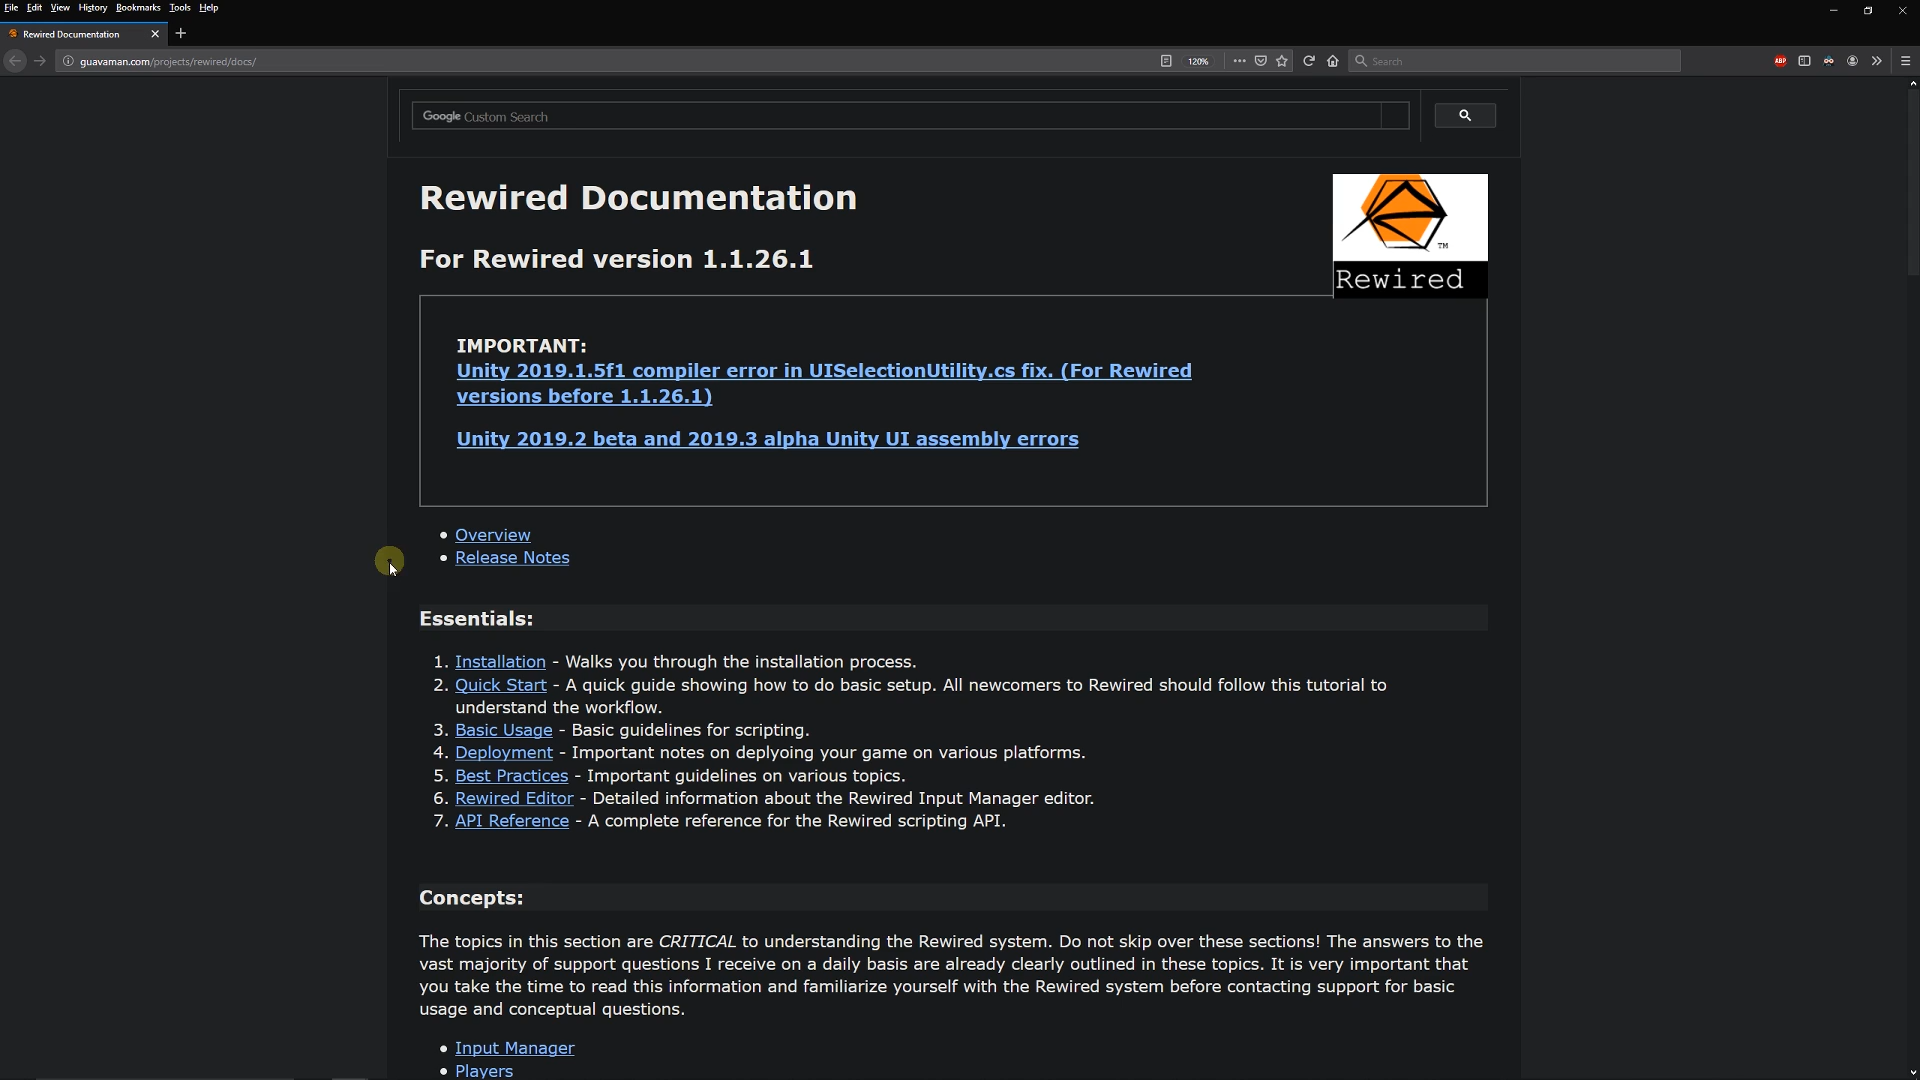 File Edit View History Bookmarks Tools Help
Rewired Documentation
guavaman.com/projects/rewired/docs/
120%
Search
ABP
Google Custom Search
Rewired Documentation
For Rewired version 1.1.26.1
TM
Rewired
IMPORTANT:
Unity 2019.1.5f1 compiler error in UISelectionUtility.cs fix. (For Rewired
versions before 1.1.26.1)
Unity 2019.2 beta and 2019.3 alpha Unity UI assembly errors
• Overview
• Release Notes
Essentials:
1. Installation - Walks you through the installation process.
2. Quick Start - A quick guide showing how to do basic setup. All newcomers to Rewired should follow this tutorial to
understand the workflow.
3. Basic Usage - Basic guidelines for scripting.
4. Deployment - Important notes on deplyoing your game on various platforms.
5. Best Practices - Important guidelines on various topics.
6. Rewired Editor - Detailed information about the Rewired Input Manager editor.
7. API Reference - A complete reference for the Rewired scripting API.
Concepts:
The topics in this section are CRITICAL to understanding the Rewired system. Do not skip over these sections! The answers to the
vast majority of support questions I receive on a daily basis are already clearly outlined in these topics. It is very important that
you take the time to read this information and familiarize yourself with the Rewired system before contacting support for basic
usage and conceptual questions.
• Input Manager
• Players